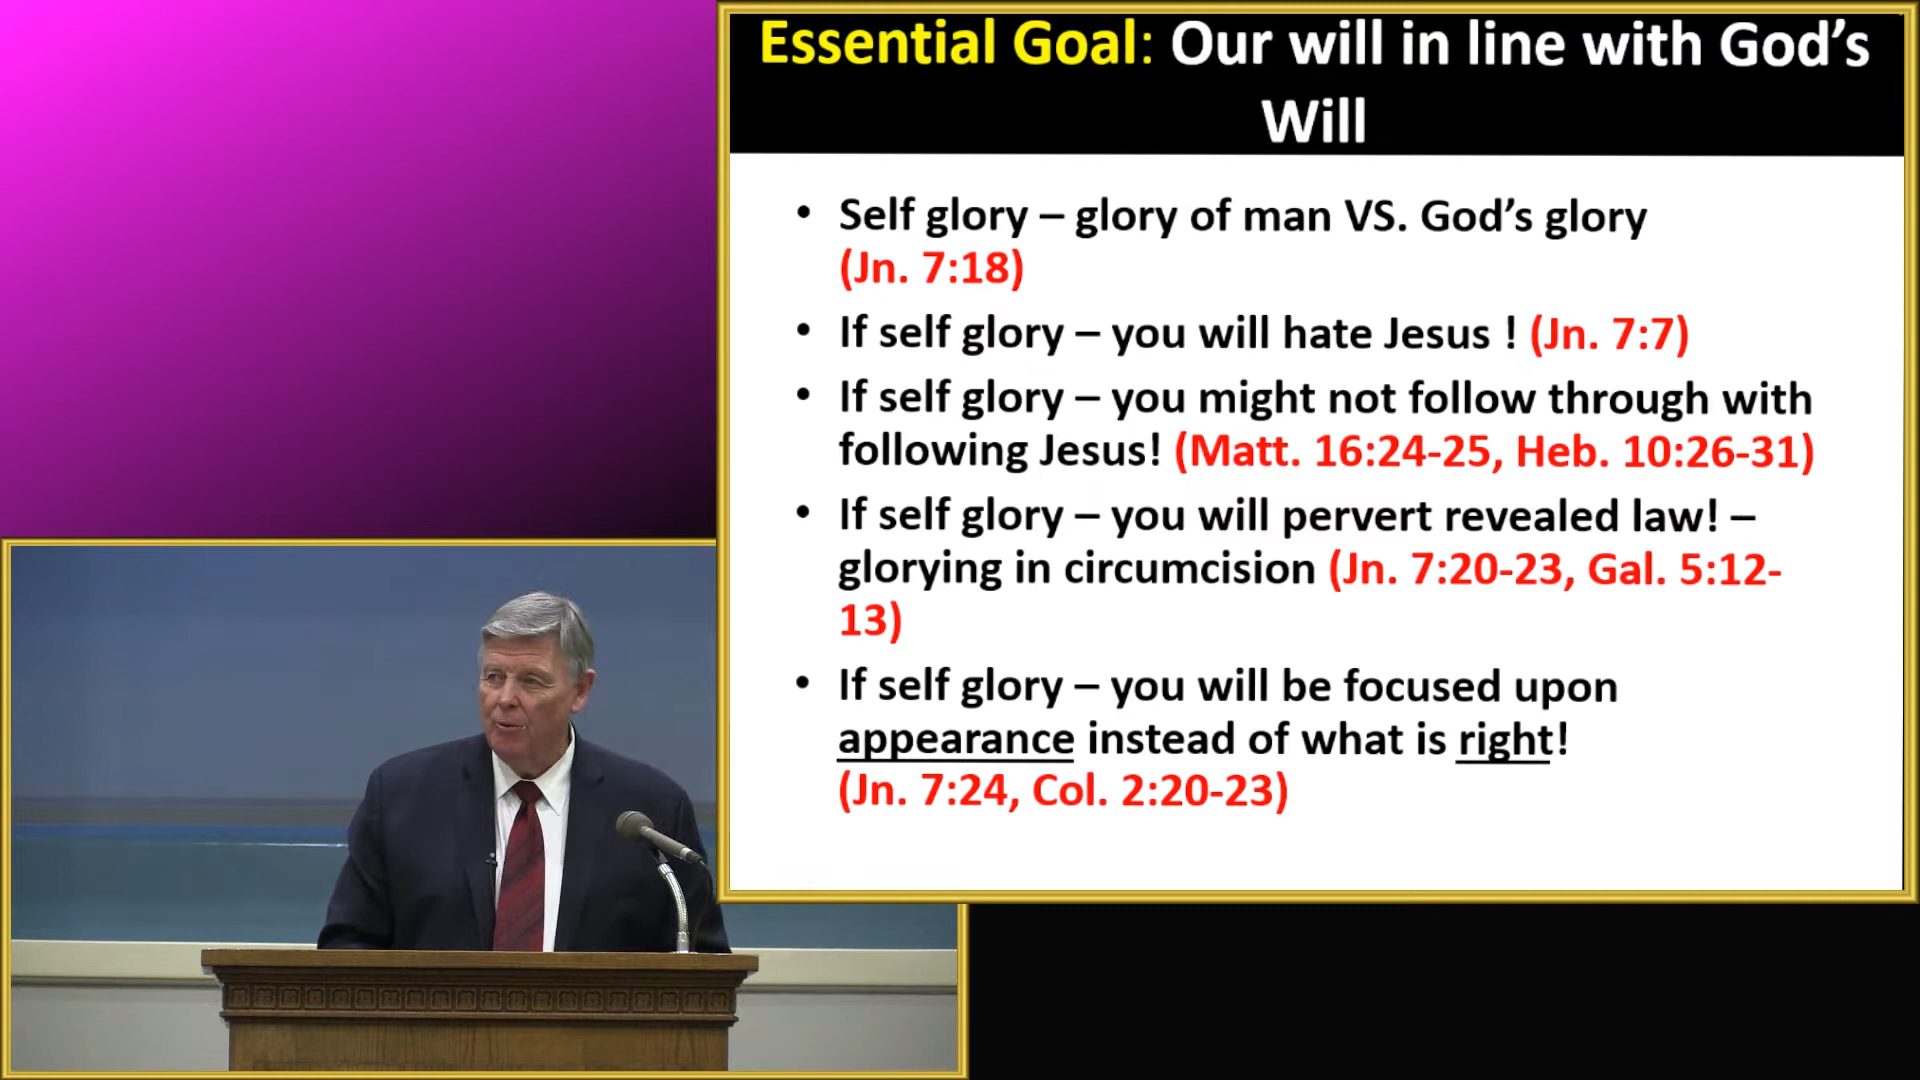 Essential Goal: Our will in line with God's
Will
• Self glory – glory of man VS. God's glory
(Jn. 7:18)
• If self glory – you will hate Jesus ! (Jn. 7:7)
• If self glory – you might not follow through with
following Jesus! (Matt. 16:24-25, Heb. 10:26-31)
• If self glory – you will pervert revealed law! –
glorying in circumcision (Jn. 7:20-23, Gal. 5:12-
13)
• If self glory – you will be focused upon
appearance instead of what is right!
(Jn. 7:24, Col. 2:20-23)